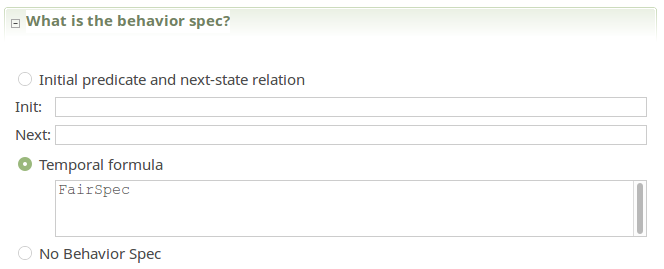 What is the behavior spec?
Initial predicate and next-state relation
Init:
Next:
Temporal formula
FairSpec
No Behavior Spec